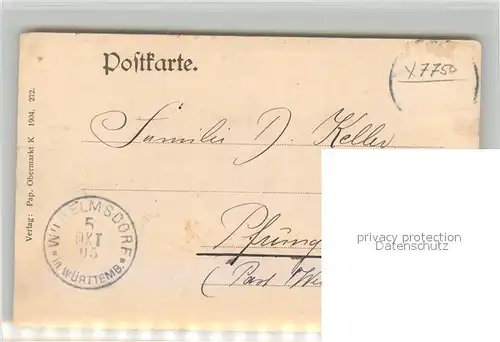 Postkarte.
X7750
Familie D. Keller
privacy protection
Datenschutz
Pfrung
(Post
WILHELMSDORF
5
OKT
05
in WÜRTTEMB.
Verlag: Pap. Obermarkt K 1904, 272.